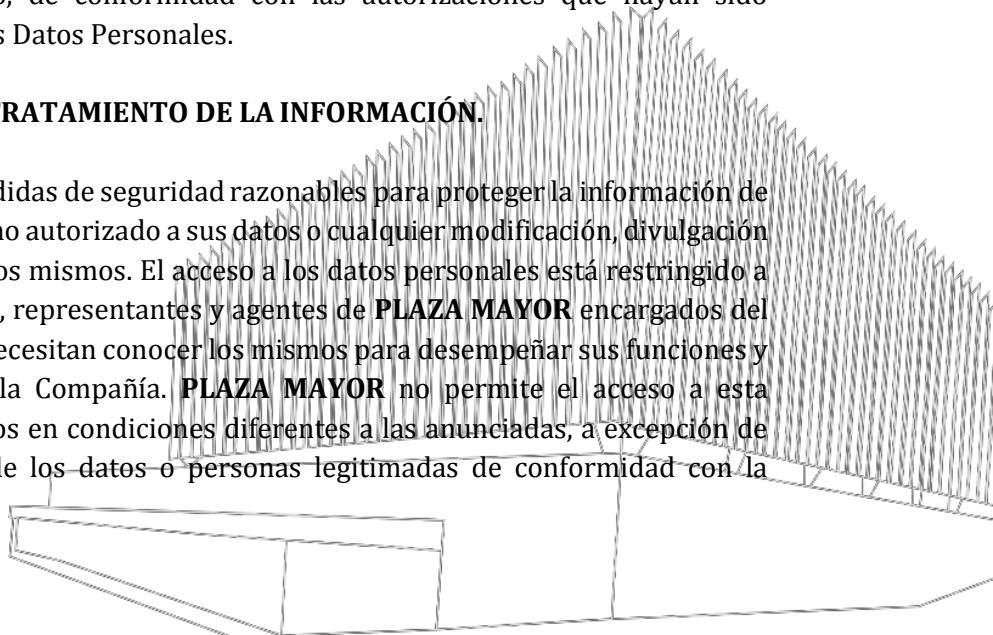 , de conformidad con las autorizaciones que hayan sido
s Datos Personales.
TRATAMIENTO DE LA INFORMACIÓN.
didas de seguridad razonables para proteger la información de
no autorizado a sus datos o cualquier modificación, divulgación
os mismos. El acceso a los datos personales está restringido a
, representantes y agentes de PLAZA MAYOR encargados del
ecesitan conocer los mismos para desempeñar sus funciones y
la Compañía. PLAZA MAYOR no permite el acceso a esta
os en condiciones diferentes a las anunciadas, a excepción de
de los datos o personas legitimadas de conformidad con la